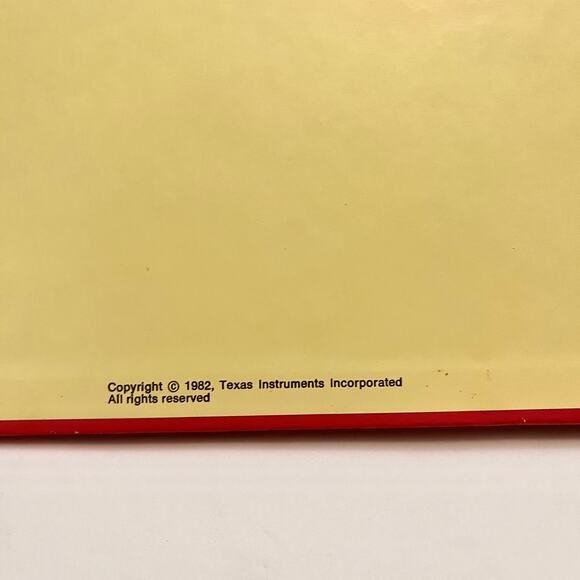 Copyright © 1982, Texas Instruments Incorporated
All rights reserved